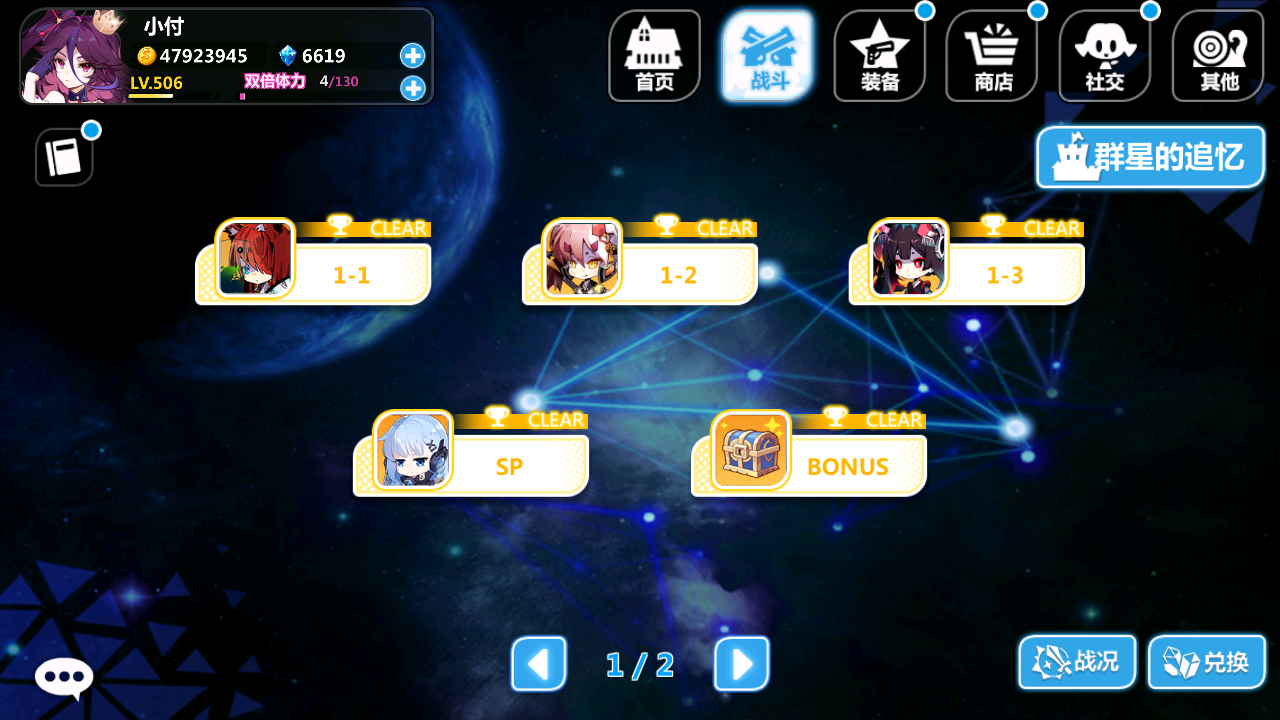 小付
47923945 6619
LV.506 双倍体力 4/130
首页 战斗 装备 商店 社交 其他
群星的追忆
CLEAR CLEAR CLEAR
1-1 1-2 1-3
CLEAR CLEAR
SP BONUS
1/2
战况 兑换